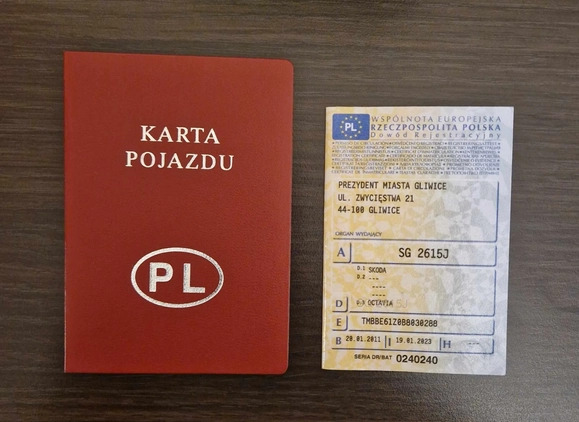 KARTA
POJAZDU
PL
PL
WSPÓLNOTA EUROPEJSKA
RZECZPOSPOLITA POLSKA
Dowód Rejestracyjny
PREZYDENT MIASTA GLIWICE
UL. ZWYCIĘSTWA 21
44-100 GLIWICE
ORGAN WYDAJĄCY
A SG 2615J
D.1 SKODA
D.2 ---
----
----
D D.3 OCTAVIA
E TMBBE61Z0B8030288
B 20.01.2011 I 19.01.2023 H ---
SERIA DR/BAT 0240240